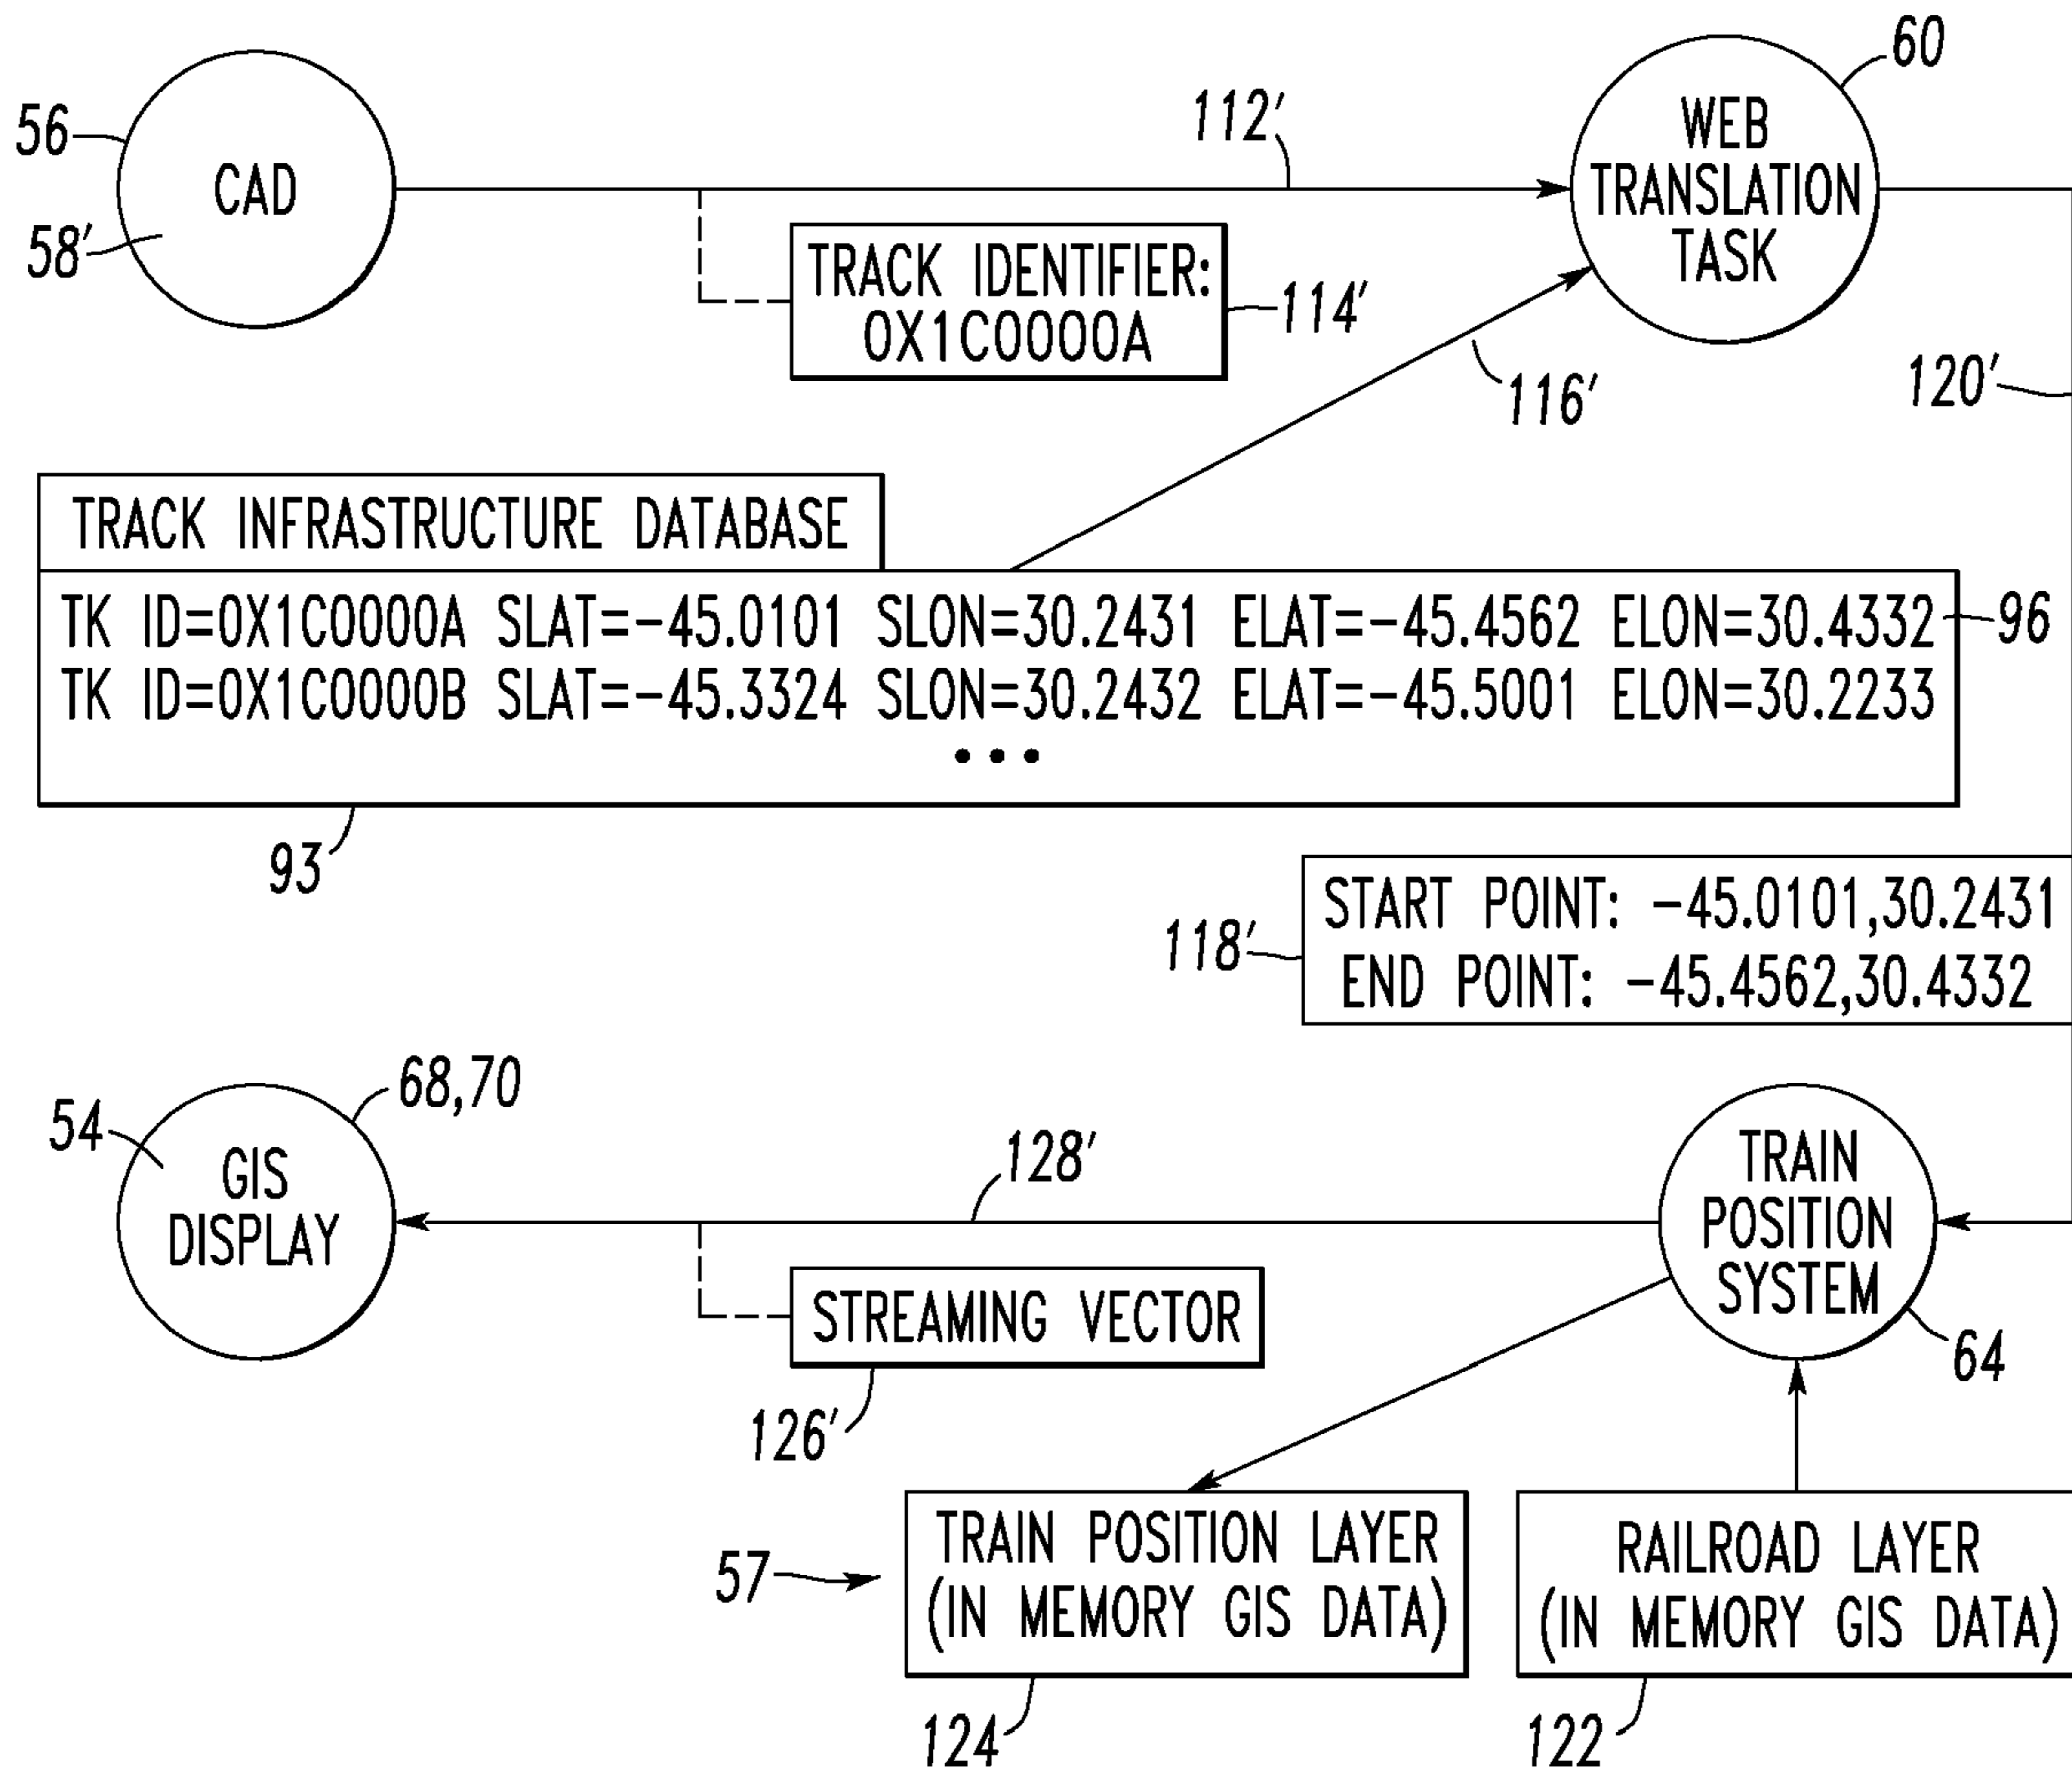 60
56
112′
WEB
TRANSLATION
TASK
CAD
58′
TRACK IDENTIFIER:
0X1C0000A
114′
116′
120′
TRACK INFRASTRUCTURE DATABASE
TK ID=0X1C0000A SLAT=-45.0101 SLON=30.2431 ELAT=-45.4562 ELON=30.4332
96
TK ID=0X1C0000B SLAT=-45.3324 SLON=30.2432 ELAT=-45.5001 ELON=30.2233
•••
93
START POINT: -45.0101,30.2431
END POINT: -45.4562,30.4332
118′
68,70
54
GIS
DISPLAY
128′
TRAIN
POSITION
SYSTEM
64
STREAMING VECTOR
126′
57
TRAIN POSITION LAYER
(IN MEMORY GIS DATA)
RAILROAD LAYER
(IN MEMORY GIS DATA)
124
122